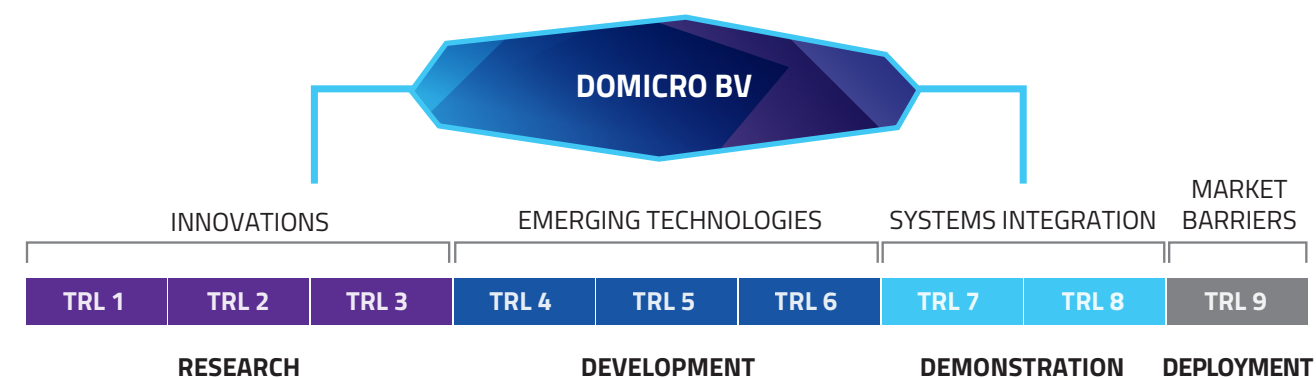 DOMICRO BV
INNOVATIONS
EMERGING TECHNOLOGIES
SYSTEMS INTEGRATION
MARKET
BARRIERS
TRL 1
TRL 2
TRL 3
TRL 4
TRL 5
TRL 6
TRL 7
TRL 8
TRL 9
RESEARCH
DEVELOPMENT
DEMONSTRATION
DEPLOYMENT